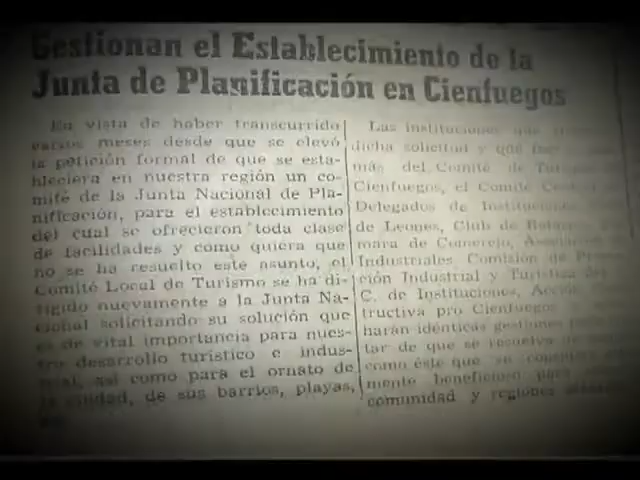 Gestionan el Establecimiento de la
Junta de Planificación en Cienfuegos
En vista de haber transcurrido
varios meses desde que se elevó
la petición formal de que se esta-
bleciera en nuestra región un co-
mité de la Junta Nacional de Pla-
nificación, para el establecimiento
del cual se ofrecieron toda clase
de facilidades y como quiera que
no se ha resuelto este asunto, el
Comité Local de Turismo se ha di-
rigido nuevamente a la Junta Na-
cional solicitando su solución que
es de vital importancia para nues-
tro desarrollo turístico e indus-
trial, así como para el ornato de
la ciudad, de sus barrios, playas,
Las instituciones que
dicha solicitud y que
más del Comité de
Cienfuegos, el Comité
Delegados de
de Leones, Club de
mara de Comercio,
Industriales Comisión de
ción Industrial y Turística
C. de Instituciones,
tructiva pro Cienfuegos
harán idénticas gestiones
tar de que se resuelva
como éste que se
mente beneficioso para
comunidad y regiones